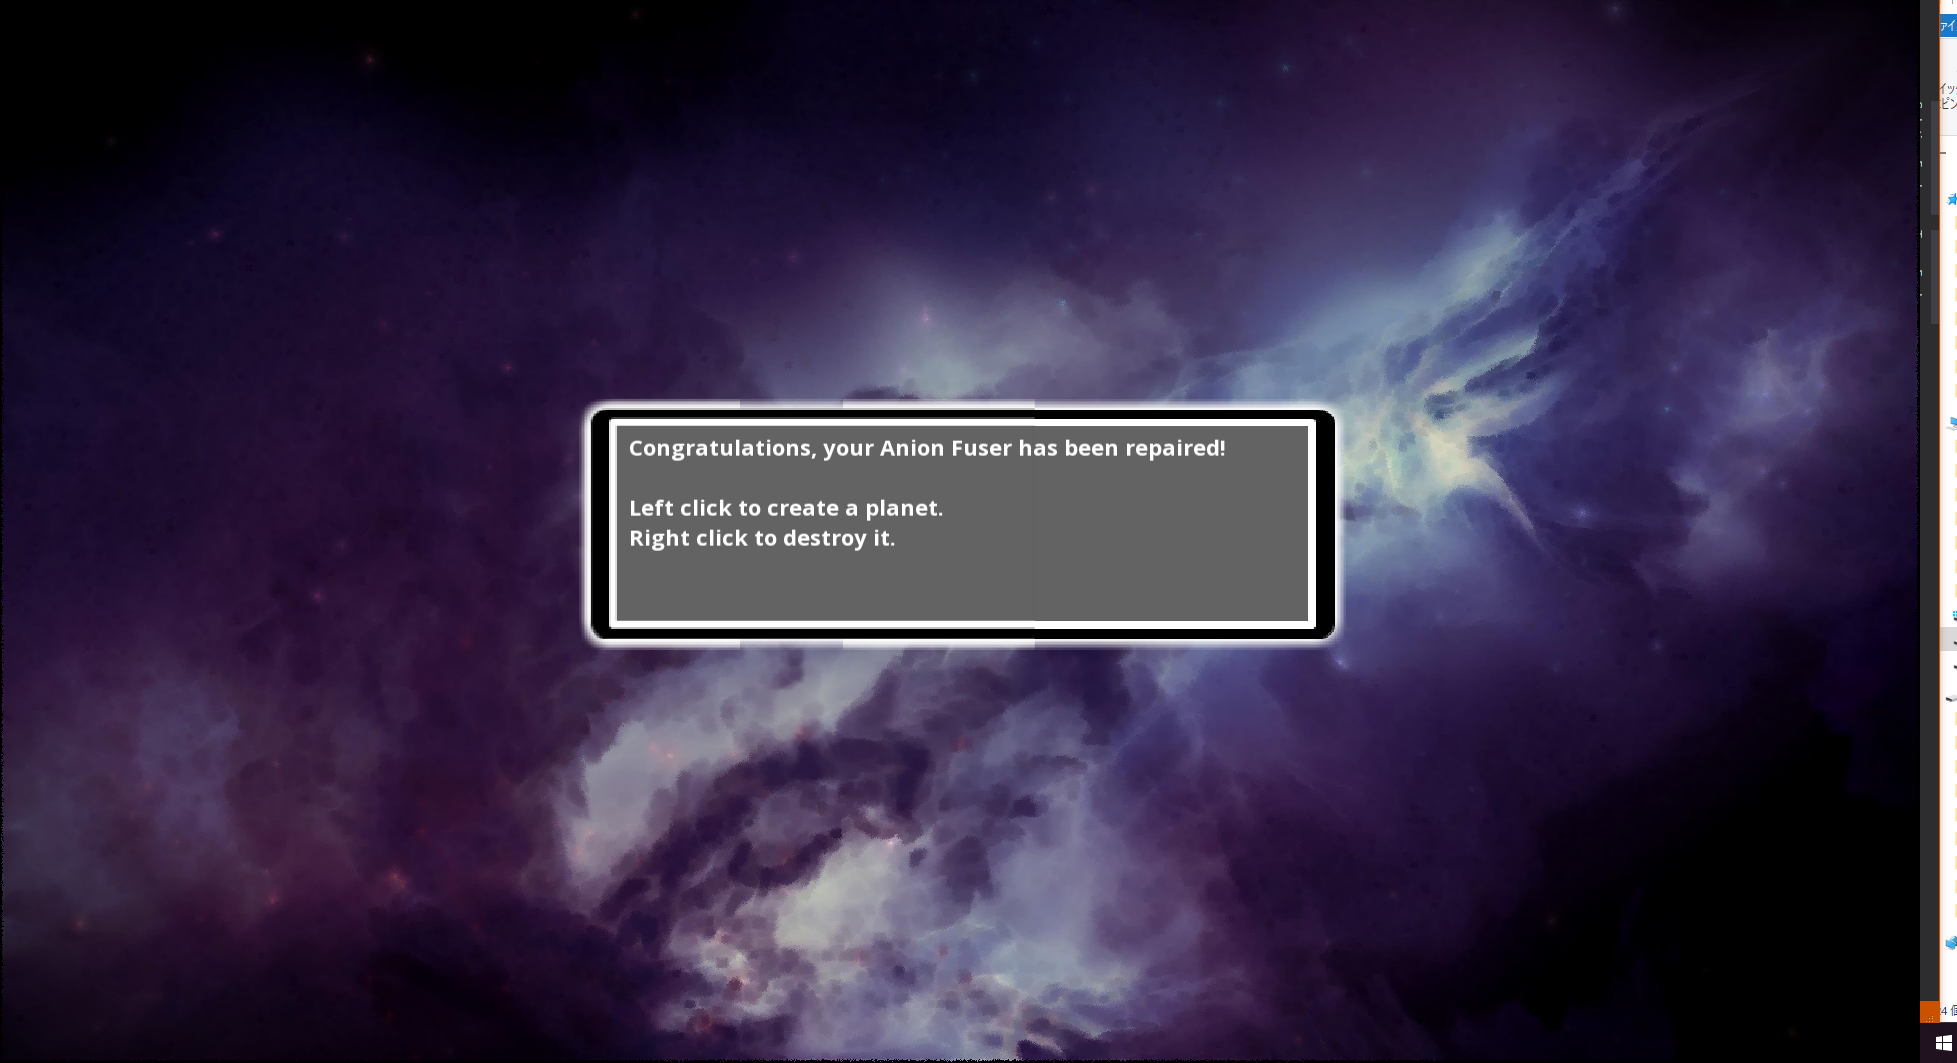 Congratulations, your Anion Fuser has been repaired!
Left click to create a planet.
Right click to destroy it.